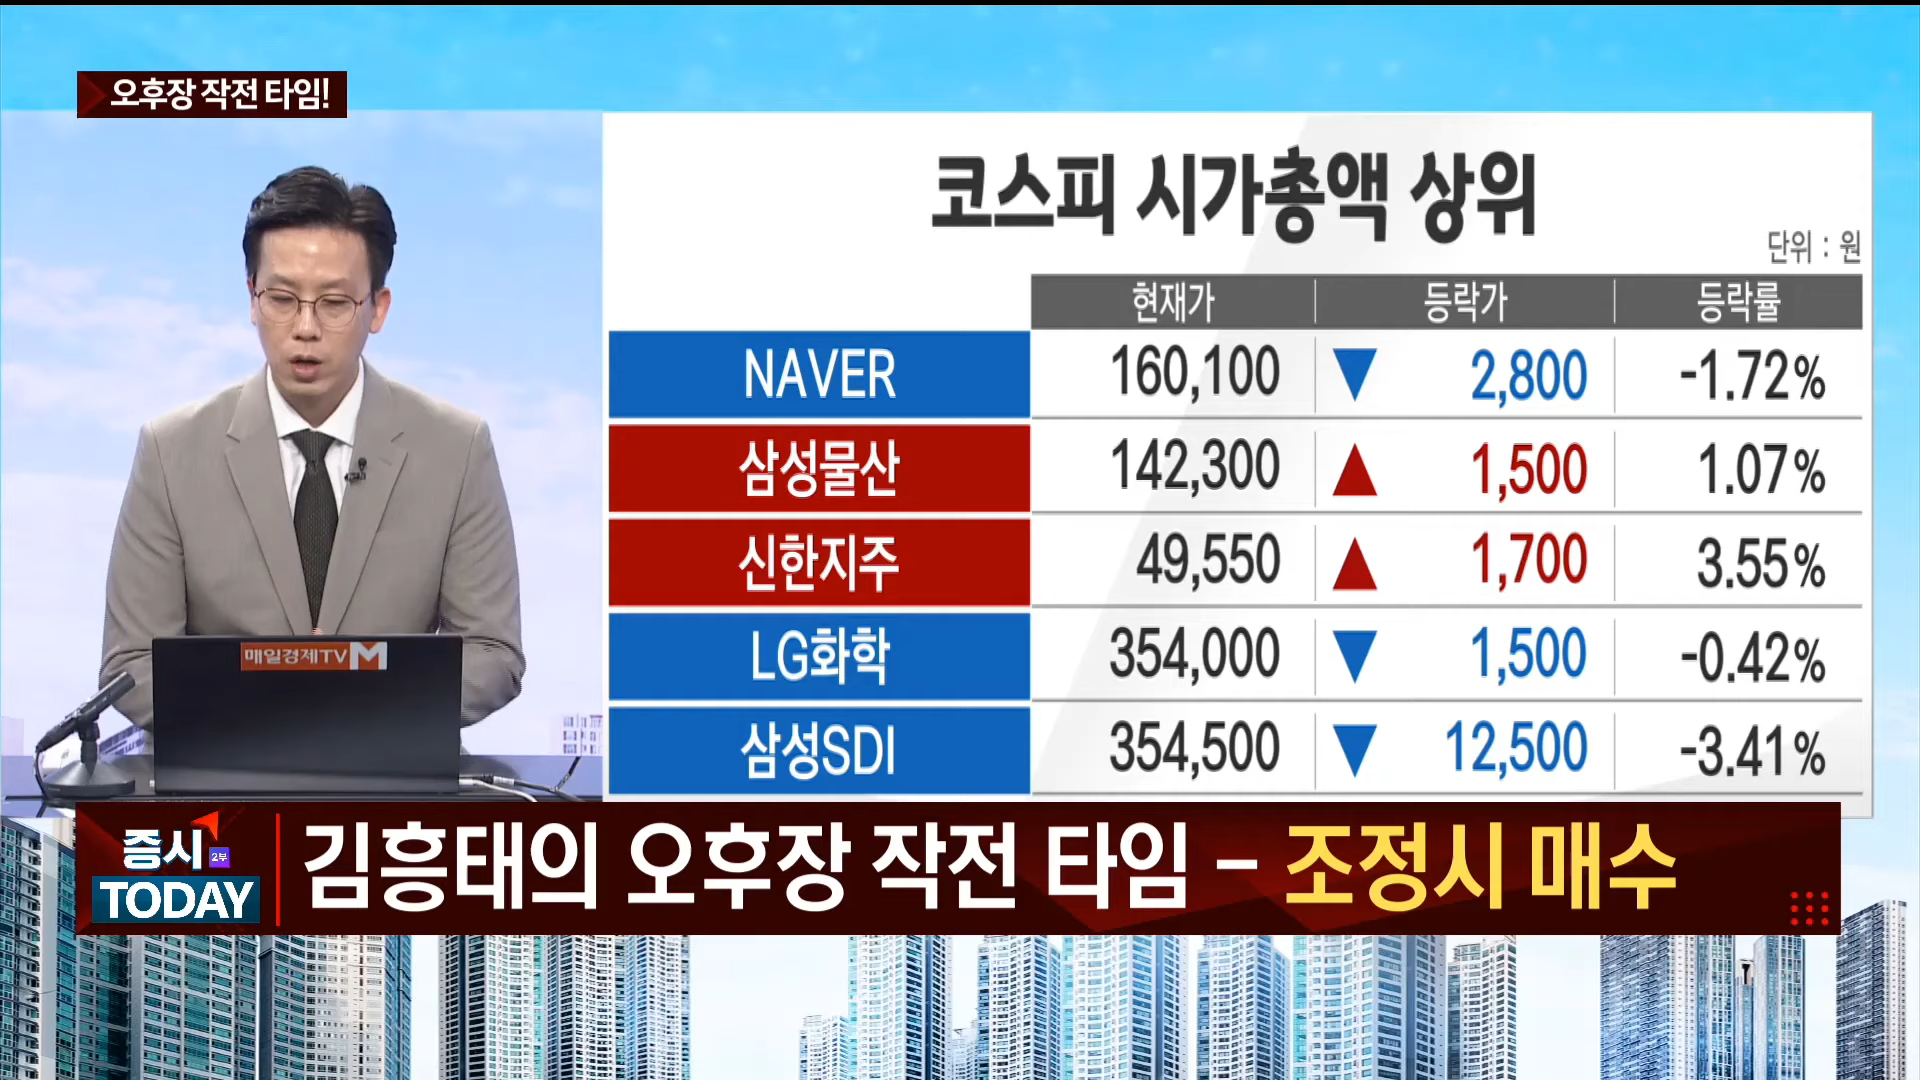 오후장 작전 타임!
코스피 시가총액 상위
단위 : 원
현재가 등락가 등락률
NAVER 160,100 ▼ 2,800 -1.72%
삼성물산 142,300 ▲ 1,500 1.07%
신한지주 49,550 ▲ 1,700 3.55%
LG화학 354,000 ▼ 1,500 -0.42%
삼성SDI 354,500 ▼ 12,500 -3.41%
매일경제TV M
증시 2부
TODAY
김흥태의 오후장 작전 타임 - 조정시 매수